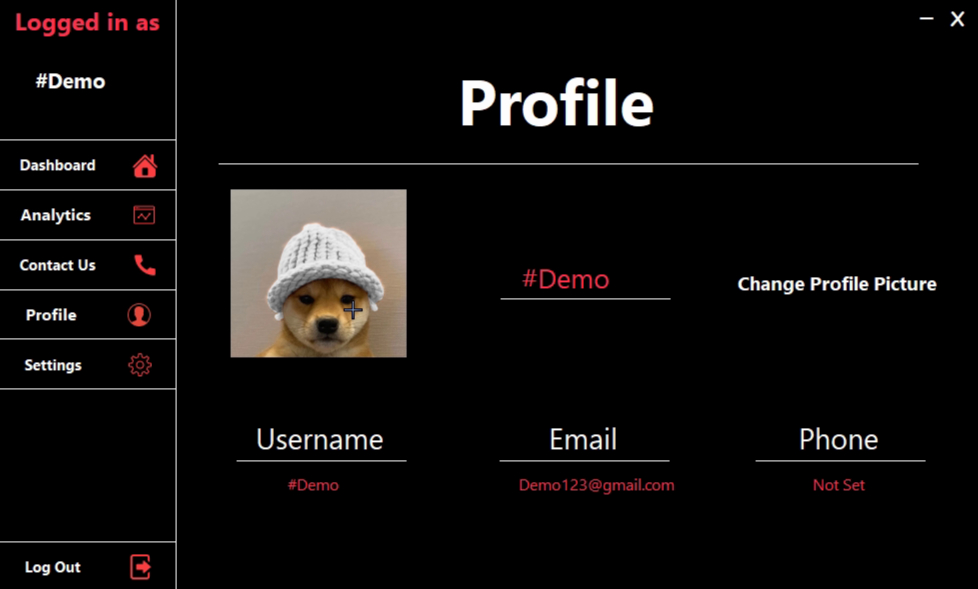 Logged in as
#Demo
Dashboard
Analytics
Contact Us
Profile
Settings
Log Out
Profile
#Demo
Change Profile Picture
Username
#Demo
Email
Demo123@gmail.com
Phone
Not Set